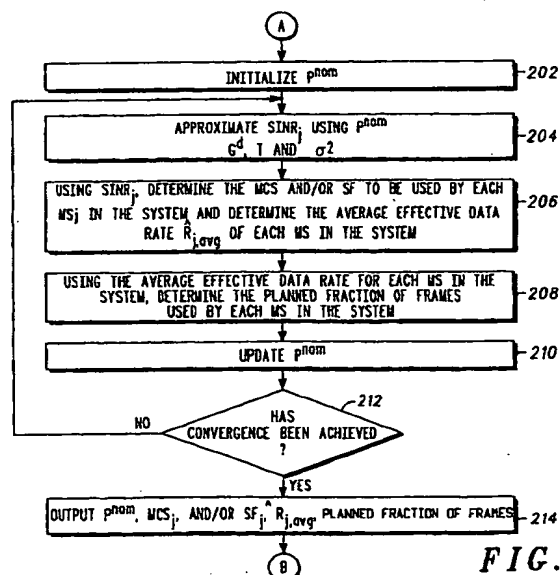 A
INITIALIZE P^nom
202
APPROXIMATE SINR_j USING P^nom
G^d, T AND σ^2
204
USING SINR_j, DETERMINE THE MCS AND/OR SF TO BE USED BY EACH
MS_j IN THE SYSTEM AND DETERMINE THE AVERAGE EFFECTIVE DATA
RATE R̂_j,avg OF EACH MS IN THE SYSTEM
206
USING THE AVERAGE EFFECTIVE DATA RATE FOR EACH MS IN THE
SYSTEM, DETERMINE THE PLANNED FRACTION OF FRAMES
USED BY EACH MS IN THE SYSTEM
208
UPDATE P^nom
210
212
NO
HAS
CONVERGENCE BEEN ACHIEVED
?
YES
OUTPUT P^nom, MCS_j, AND/OR SF_j, R̂_j,avg, PLANNED FRACTION OF FRAMES
214
B
FIG.